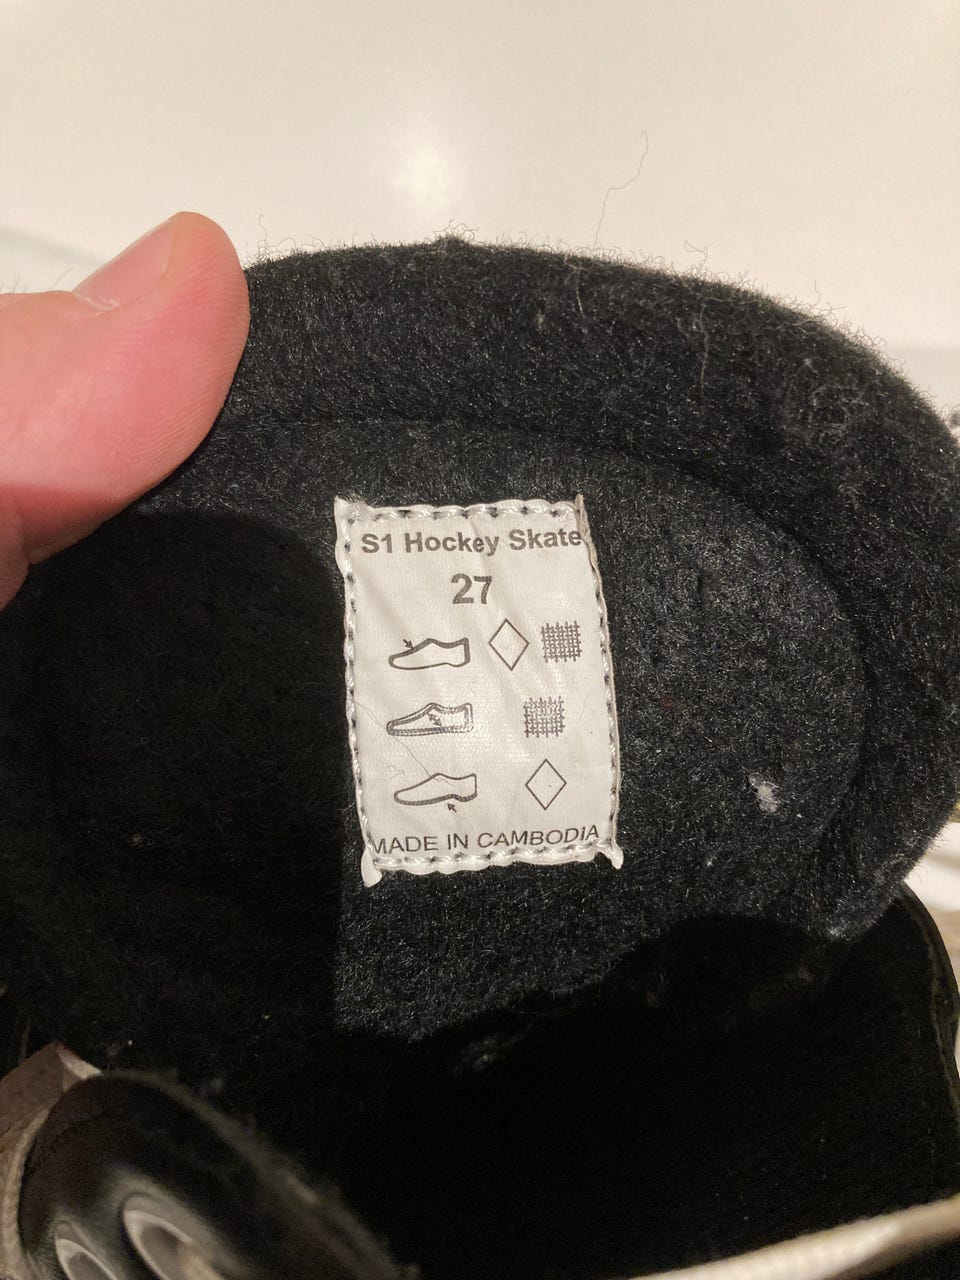 S1 Hockey Skate
27
MADE IN CAMBODIA